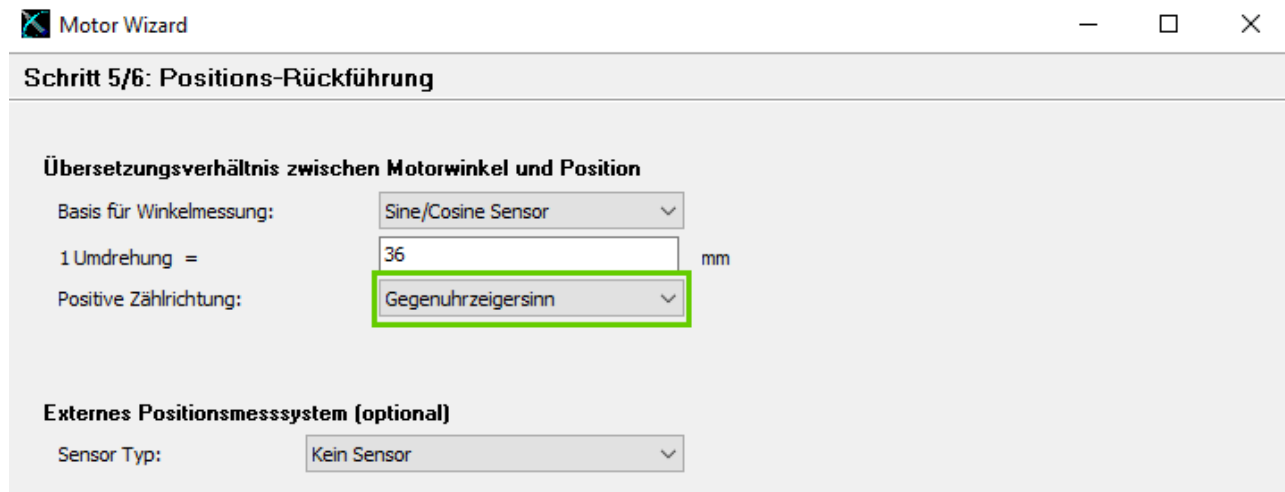 Motor Wizard
Schritt 5/6: Positions-Rückführung
Übersetzungsverhältnis zwischen Motorwinkel und Position
Basis für Winkelmessung: Sine/Cosine Sensor
1 Umdrehung = 36 mm
Positive Zählrichtung: Gegenuhrzeigersinn
Externes Positionsmesssystem (optional)
Sensor Typ: Kein Sensor